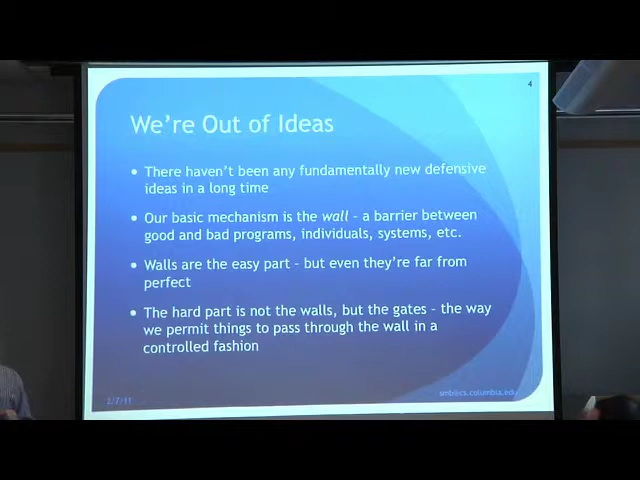 4
We're Out of Ideas
• There haven't been any fundamentally new defensive
ideas in a long time
• Our basic mechanism is the wall – a barrier between
good and bad programs, individuals, systems, etc.
• Walls are the easy part – but even they're far from
perfect
• The hard part is not the walls, but the gates – the way
we permit things to pass through the wall in a
controlled fashion
2/7/11
smb@cs.columbia.edu